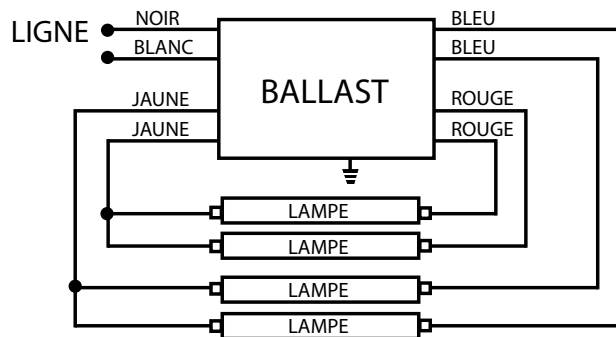 LIGNE
NOIR
BLANC
JAUNE
JAUNE
BALLAST
BLEU
BLEU
ROUGE
ROUGE
LAMPE
LAMPE
LAMPE
LAMPE